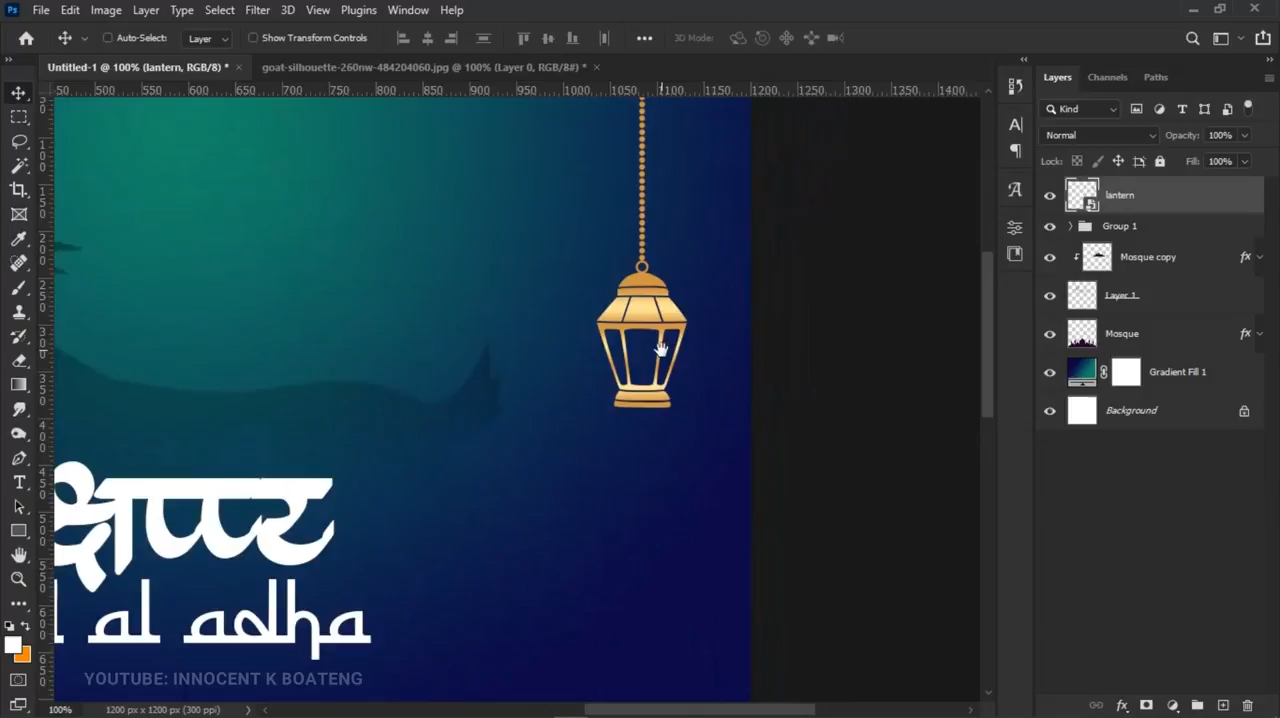 Ps File Edit Image Layer Type Select Filter 3D View Plugins Window Help
Auto-Select: Layer Show Transform Controls ••• 3D Mode:
Untitled-1 @ 100% (lantern, RGB/8) * × goat-silhouette-260nw-484204060.jpg @ 100% (Layer 0, RGB/8#) * ×
50 500 550 600 650 700 750 800 850 900 950 1000 1050 1100 1150 1200 1250 1300 1350 1400
Layers Channels Paths
Kind
Normal Opacity: 100%
Lock: Fill: 100%
lantern
Group 1
Mosque copy fx
Layer 1
Mosque fx
Gradient Fill 1
Background
al adha
YOUTUBE: INNOCENT K BOATENG
100% 1200 px x 1200 px (300 ppi)